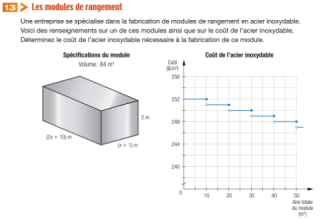 13 Les modules de rangement
Une entreprise se spécialise dans la fabrication de modules de rangement en acier inoxydable.
Voici des renseignements sur un de ces modules ainsi que sur le coût de l'acier inoxydable.
Déterminez le coût de l'acier inoxydable nécessaire à la fabrication de ce module.
Spécifications du module
Volume : 84 m³
2 m
(2x + 10) m
(x + 1) m
Coût de l'acier inoxydable
Coût
($/m²)
256
252
248
244
240
0
10
20
30
40
50
Aire totale
du module
(m²)